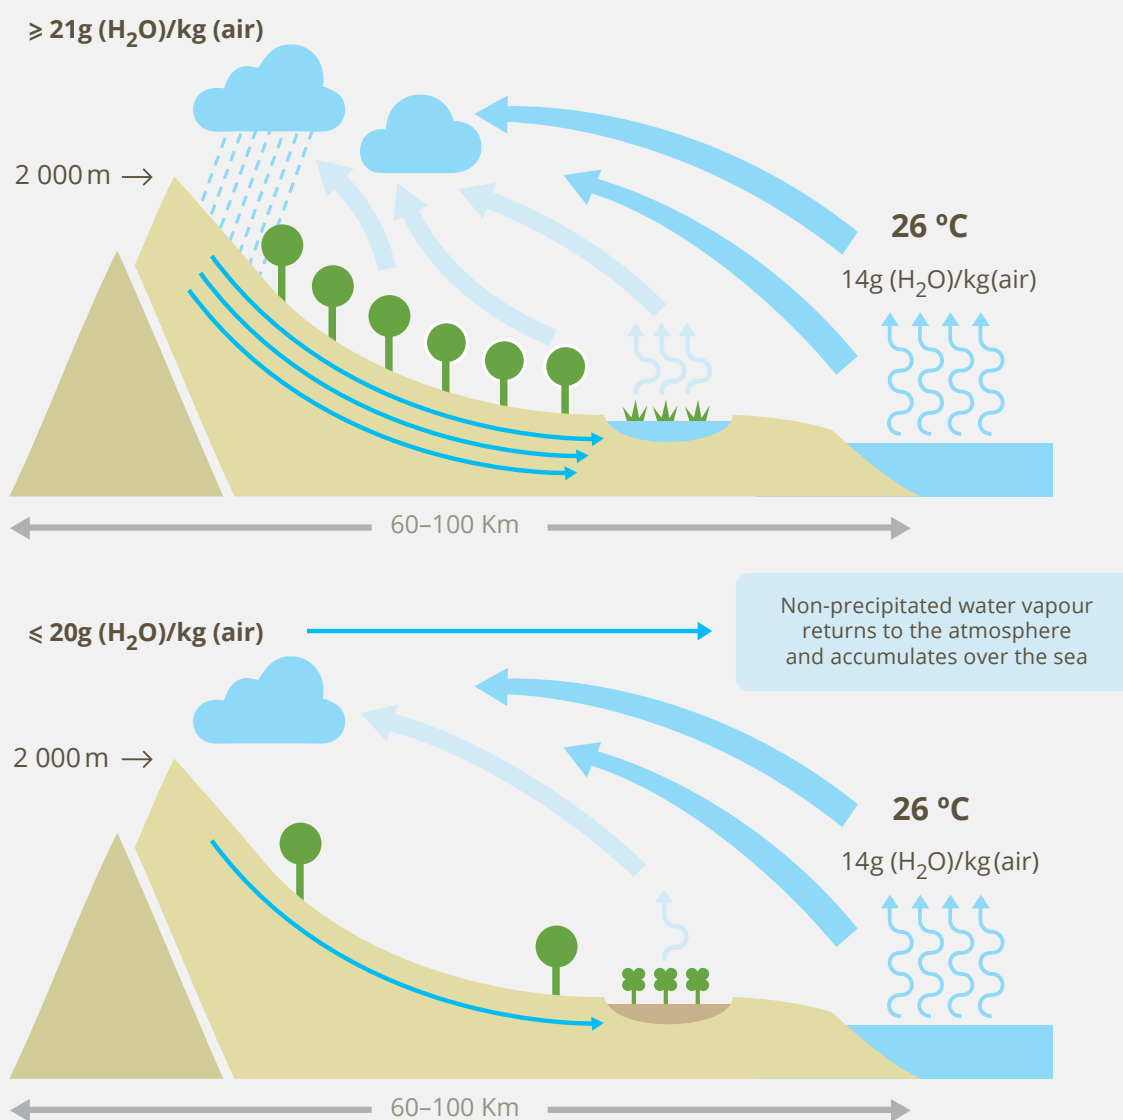 ⩾ 21g (H₂O)/kg (air)
2 000 m
26 ºC
14g (H₂O)/kg(air)
60–100 Km
⩽ 20g (H₂O)/kg (air)
Non-precipitated water vapour
returns to the atmosphere
and accumulates over the sea
2 000 m
26 ºC
14g (H₂O)/kg(air)
60–100 Km